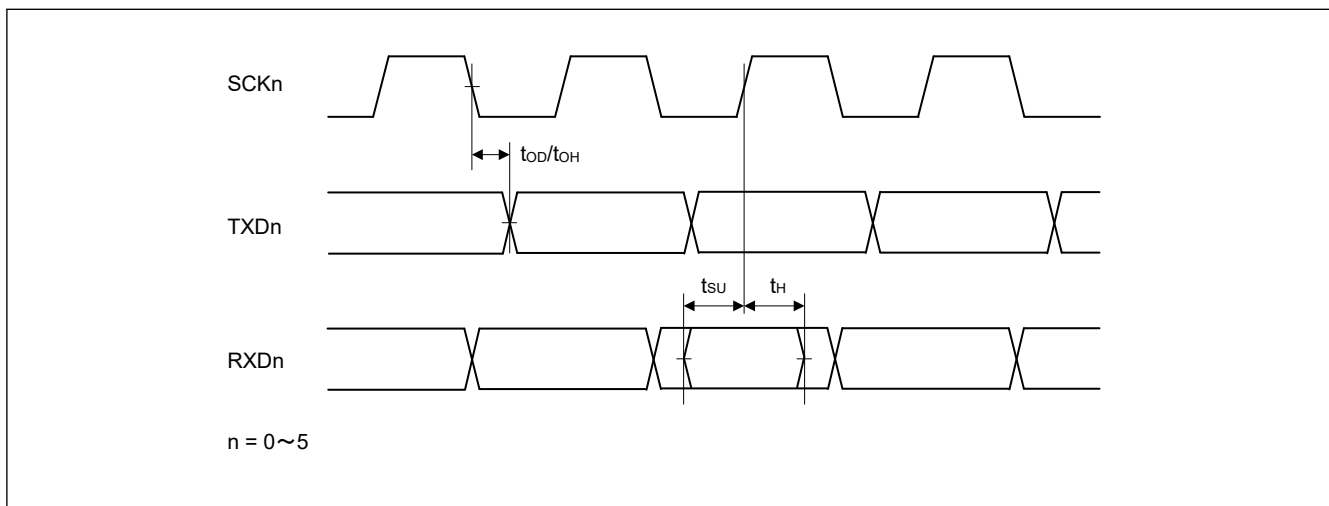 SCKn
tOD/tOH
TXDn
tSU
tH
RXDn
n = 0～5